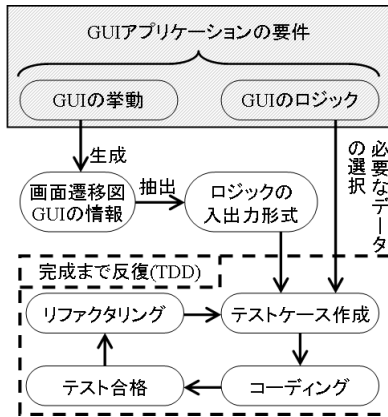 GUIアプリケーションの要件
GUIの挙動
GUIのロジック
生成
必要なデータ
の選択
画面遷移図
GUIの情報
抽出
ロジックの
入出力形式
完成まで反復(TDD)
リファクタリング
テストケース作成
テスト合格
コーディング